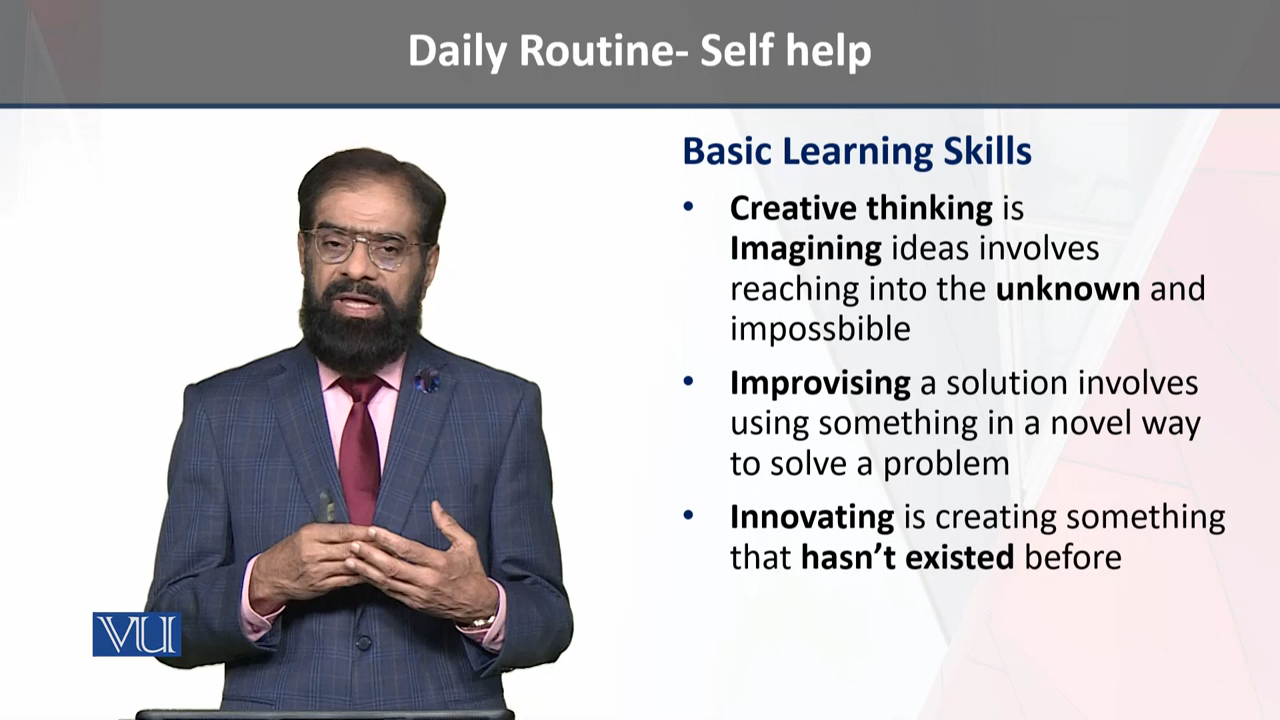 Daily Routine- Self help
Basic Learning Skills
• Creative thinking is
Imagining ideas involves
reaching into the unknown and
impossbible
• Improvising a solution involves
using something in a novel way
to solve a problem
• Innovating is creating something
that hasn’t existed before
VU